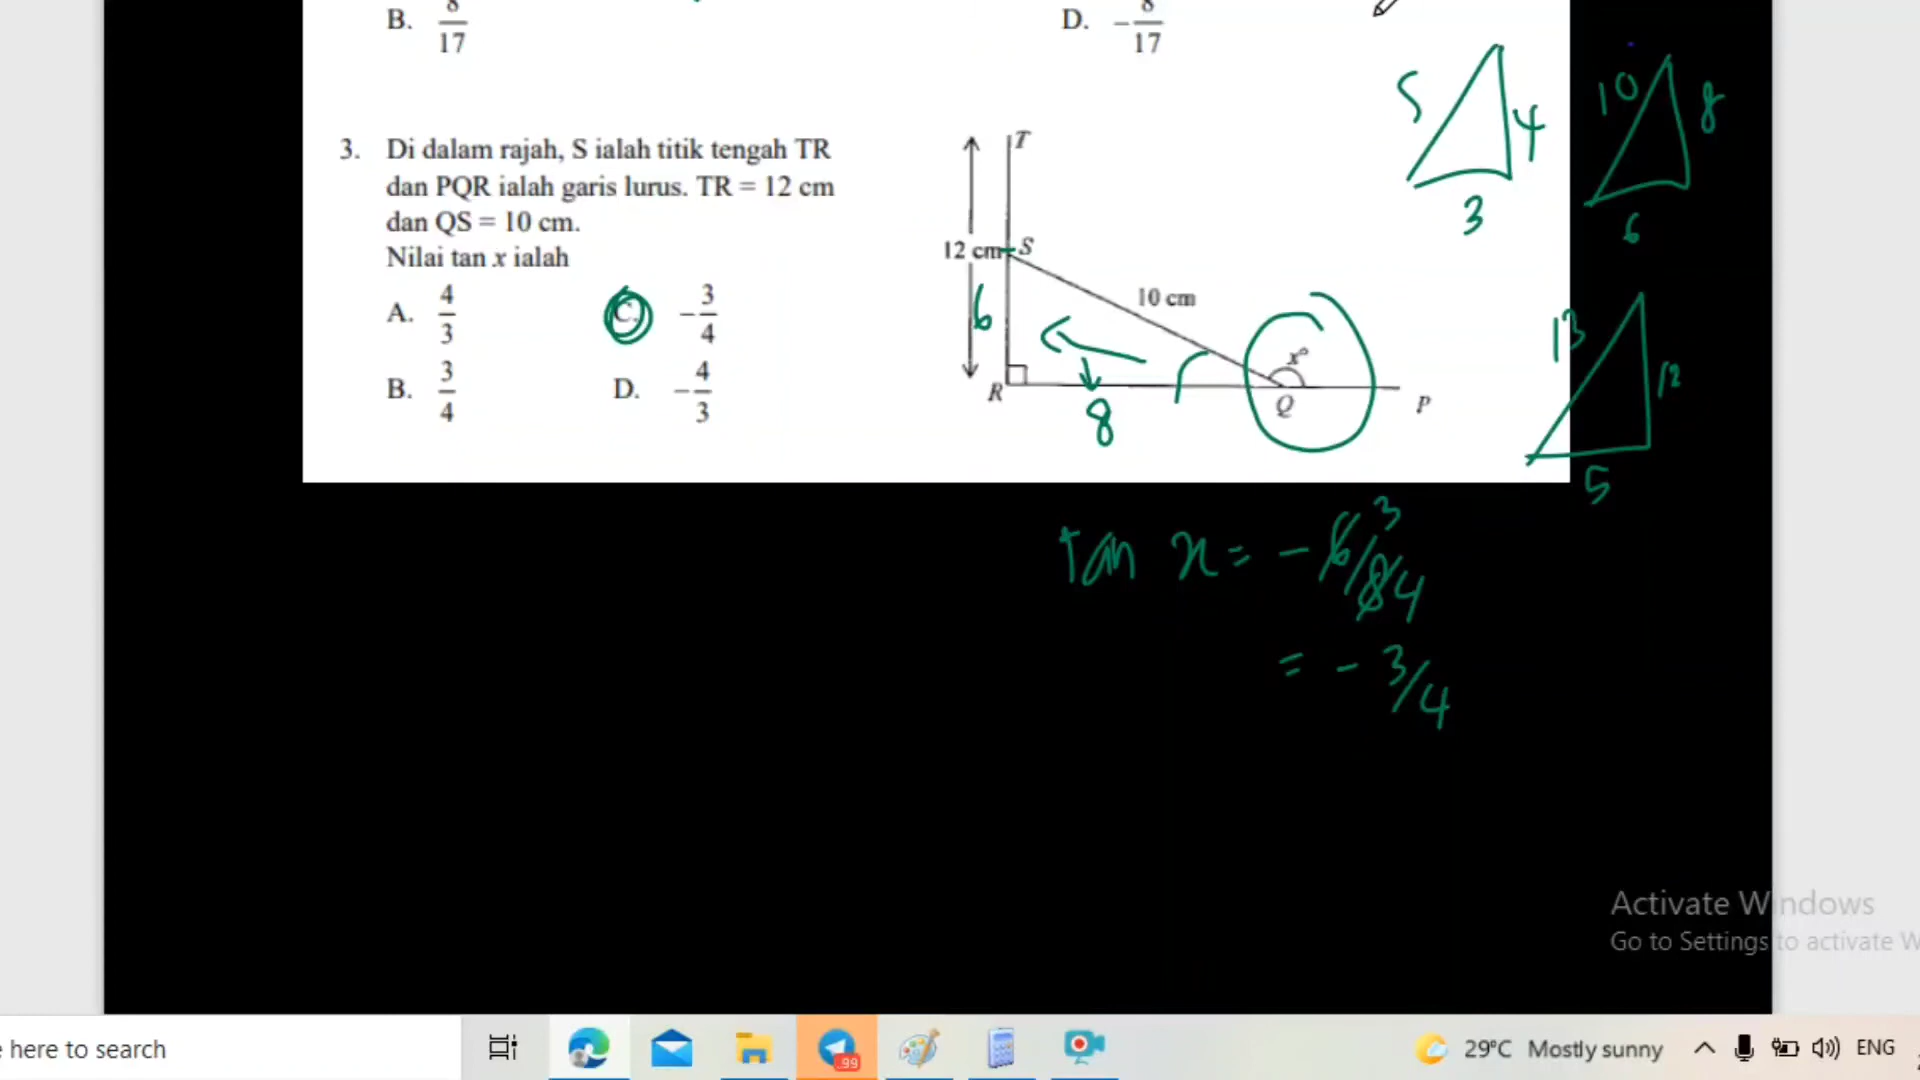 B. 8/17
D. -8/17
3. Di dalam rajah, S ialah titik tengah TR
dan PQR ialah garis lurus. TR = 12 cm
dan QS = 10 cm.
Nilai tan x ialah
A. 4/3
C. -3/4
B. 3/4
D. -4/3
T
12 cm
S
10 cm
6
x°
R
8
Q
P
5
4
3
10
8
6
13
12
5
tan x = - 6/8 3 4
= - 3/4
Activate Windows
Go to Settings to activate W
here to search
99
29°C Mostly sunny
ENG